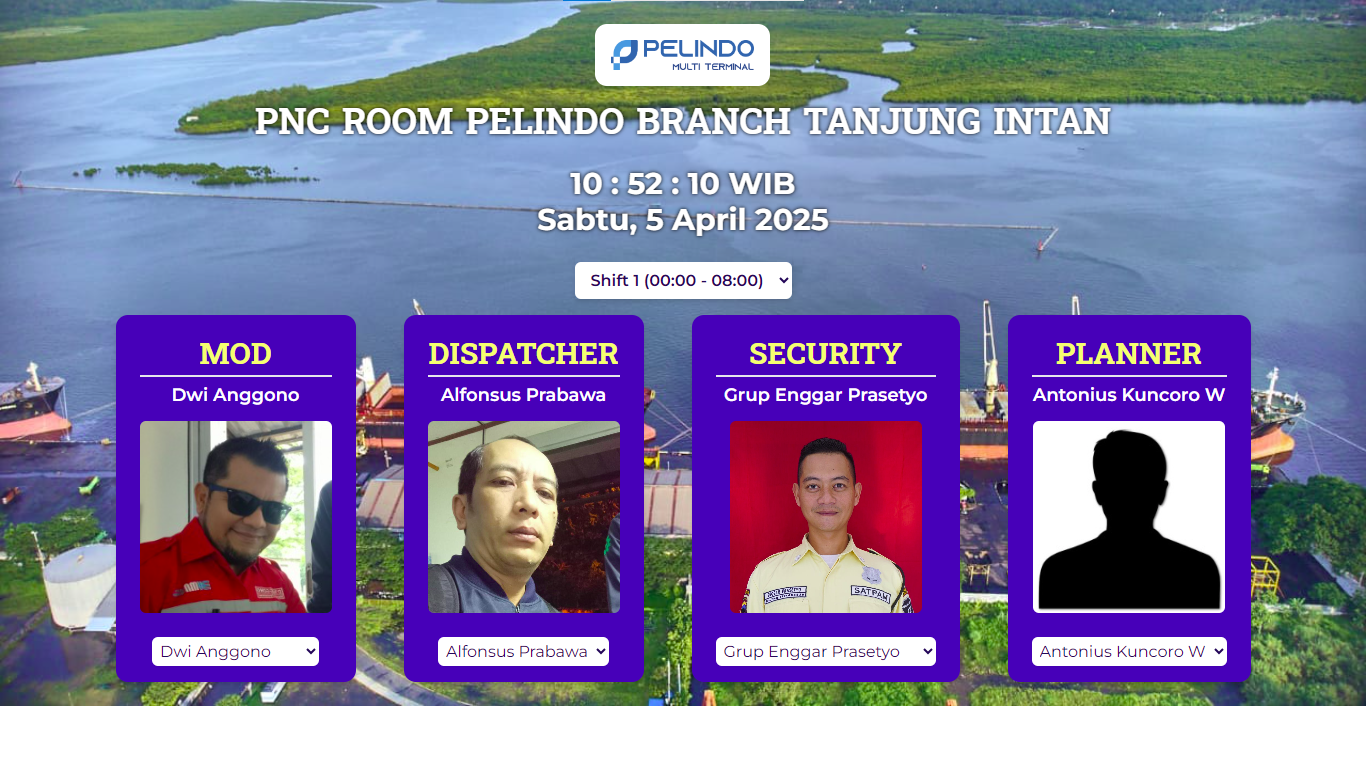 PELINDO
MULTI TERMINAL
PNC ROOM PELINDO BRANCH TANJUNG INTAN
10 : 52 : 10 WIB
Sabtu, 5 April 2025
Shift 1 (00:00 - 08:00)
MOD
Dwi Anggono
Dwi Anggono
DISPATCHER
Alfonsus Prabawa
Alfonsus Prabawa
SECURITY
Grup Enggar Prasetyo
SATPAM
Grup Enggar Prasetyo
PLANNER
Antonius Kuncoro W
Antonius Kuncoro W